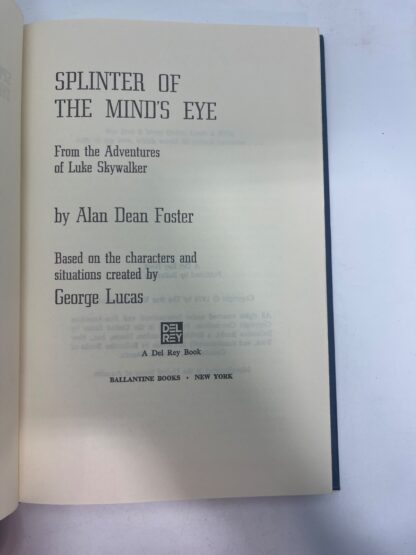 SPLINTER OF
THE MIND'S EYE
From the Adventures
of Luke Skywalker
by Alan Dean Foster
Based on the characters and
situations created by
George Lucas
DEL
REY
A Del Rey Book
BALLANTINE BOOKS • NEW YORK